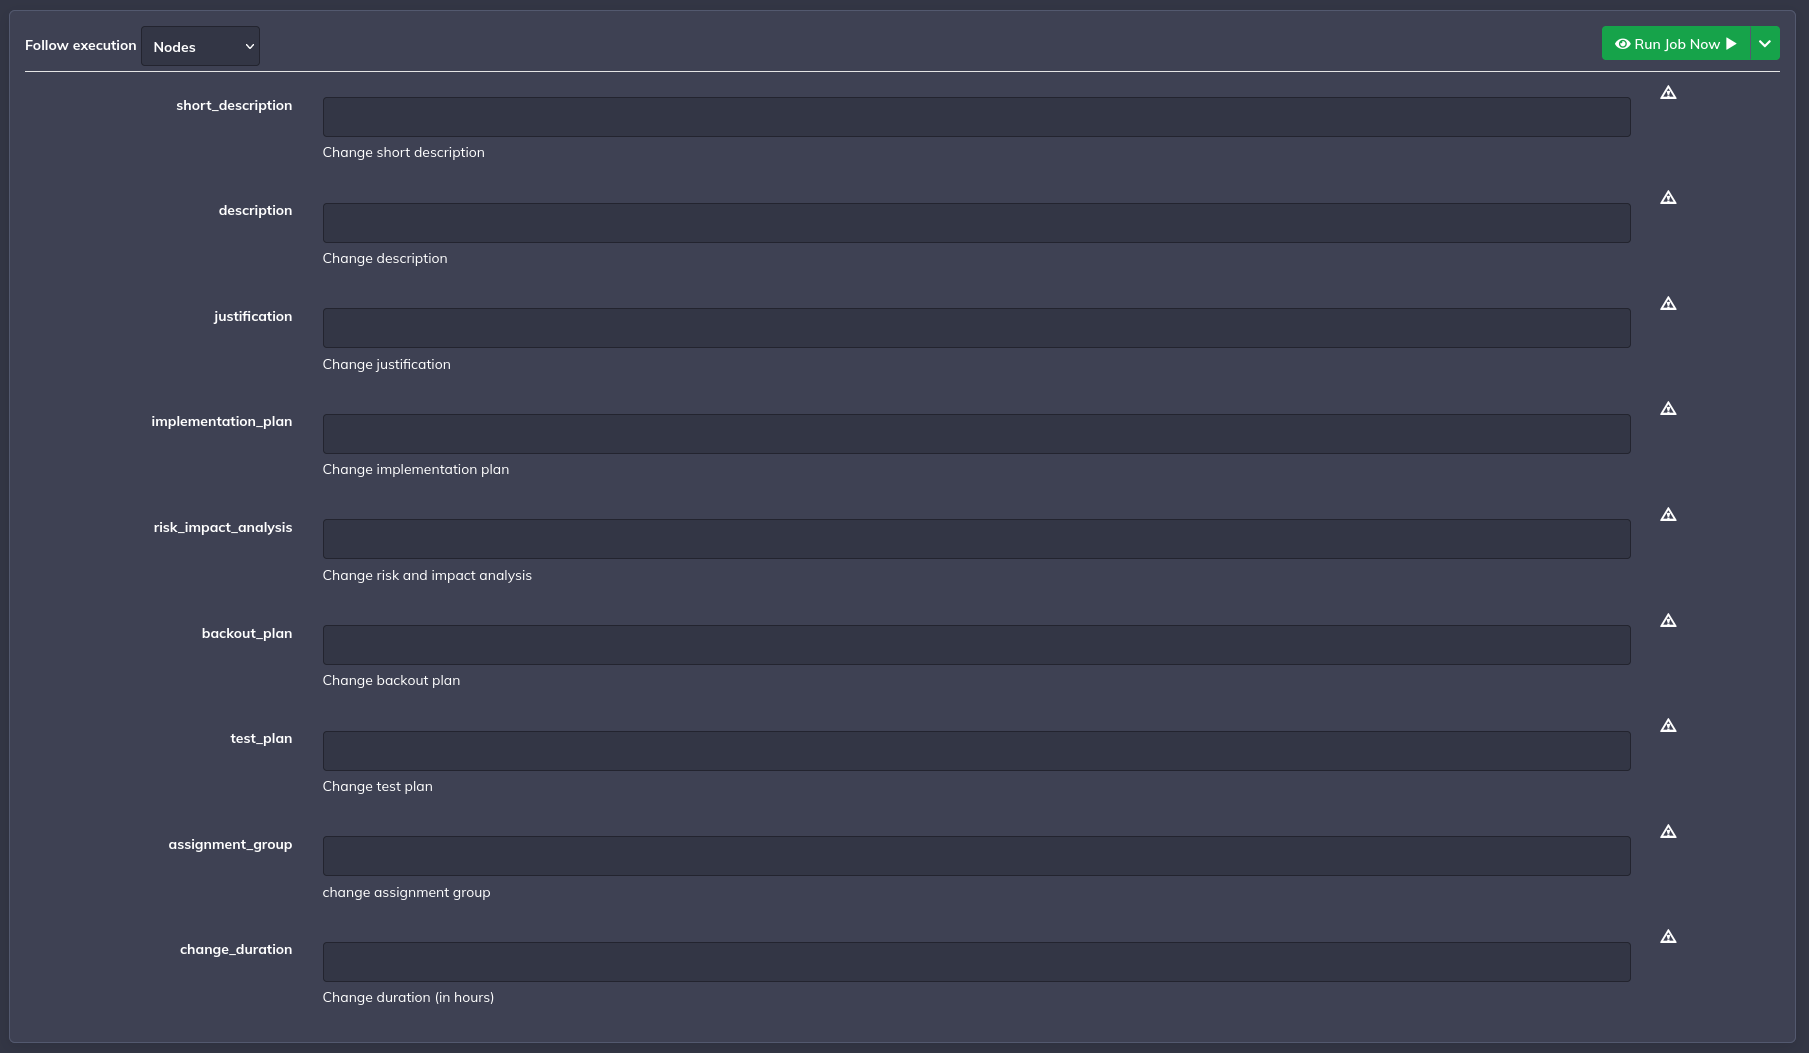 Follow execution Nodes Run Job Now
short_description
Change short description
description
Change description
justification
Change justification
implementation_plan
Change implementation plan
risk_impact_analysis
Change risk and impact analysis
backout_plan
Change backout plan
test_plan
Change test plan
assignment_group
change assignment group
change_duration
Change duration (in hours)